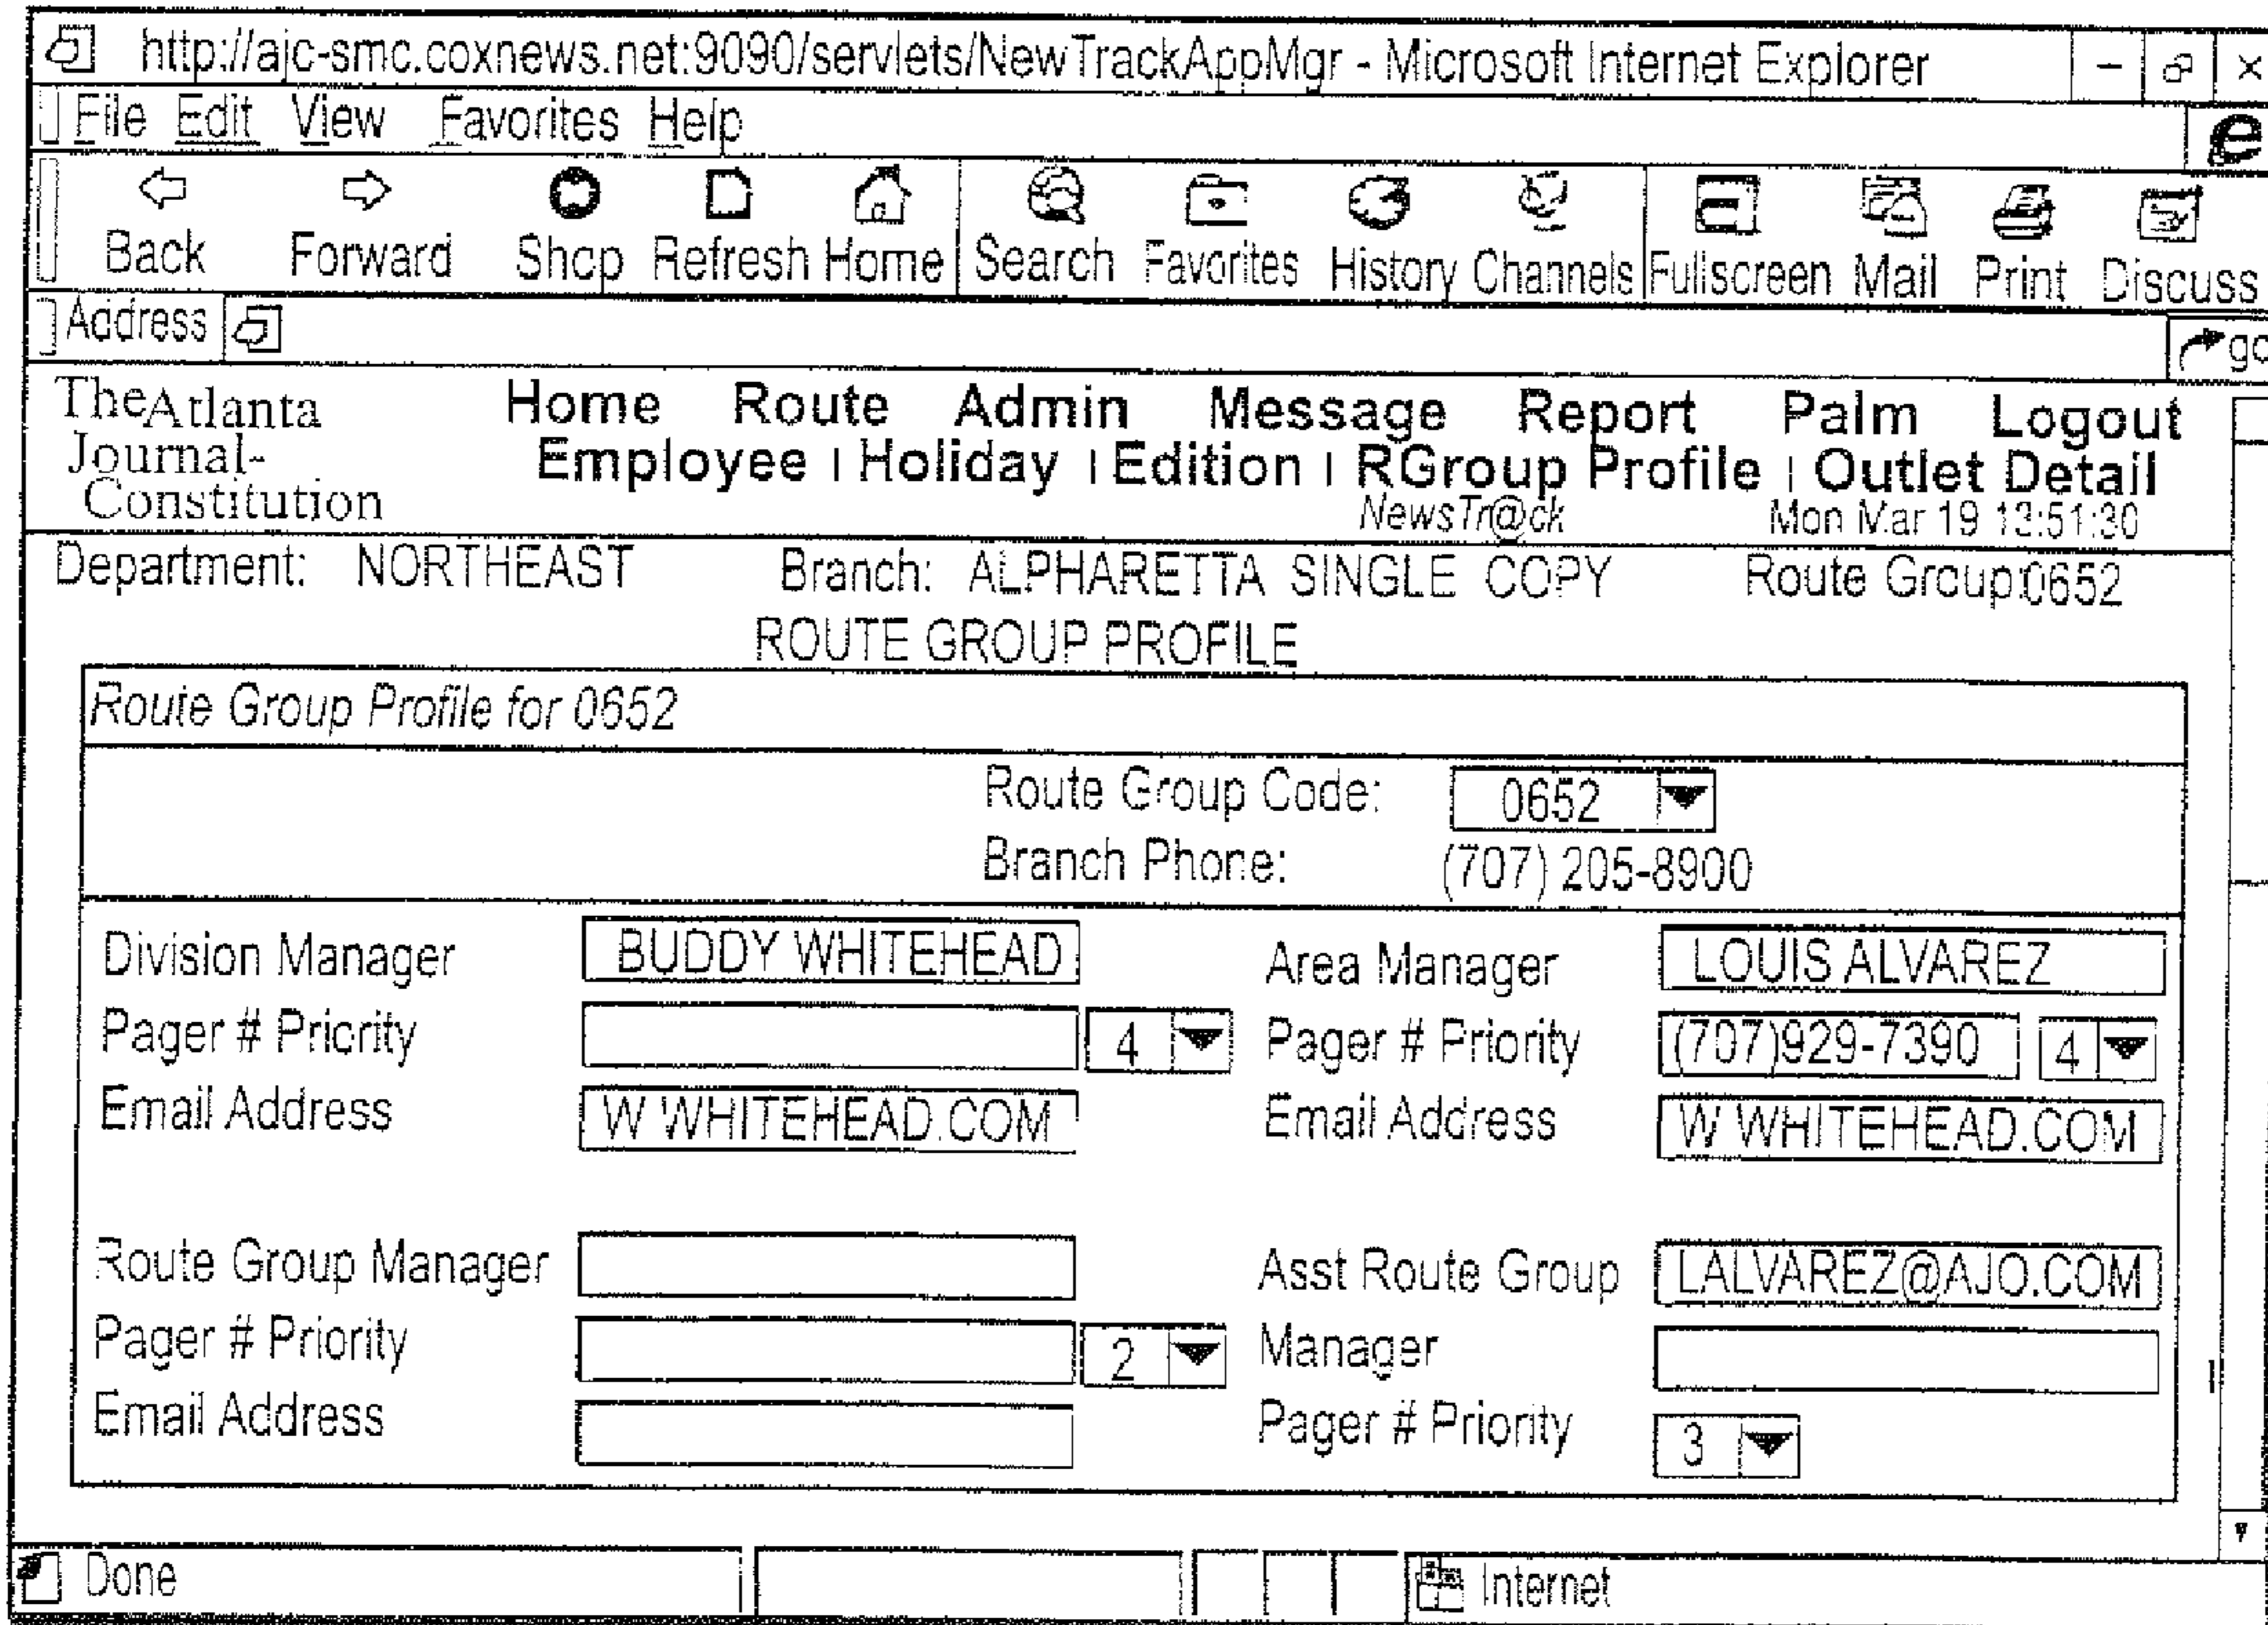 http://ajc-smc.coxnews.net:9090/servlets/NewTrackAppMgr - Microsoft Internet Explorer
File Edit View Favorites Help
Back Forward Shop Refresh Home Search Favorites History Channels Fullscreen Mail Print Discuss
Address go
The Atlanta
Journal-
Constitution
Home Route Admin Message Report Palm Logout
Employee | Holiday | Edition | RGroup Profile | Outlet Detail
NewsTr@ck Mon Mar 19 13:51:30
Department: NORTHEAST Branch: ALPHARETTA SINGLE COPY Route Group:0652
ROUTE GROUP PROFILE
Route Group Profile for 0652
Route Group Code: 0652
Branch Phone: (707) 205-8900
Division Manager BUDDY WHITEHEAD Area Manager LOUIS ALVAREZ
Pager # Priority 4 Pager # Priority (707)929-7390 4
Email Address W WHITEHEAD.COM Email Address W WHITEHEAD.COM
Route Group Manager Asst Route Group LALVAREZ@AJO.COM
Pager # Priority 2 Manager
Email Address Pager # Priority 3
Done Internet